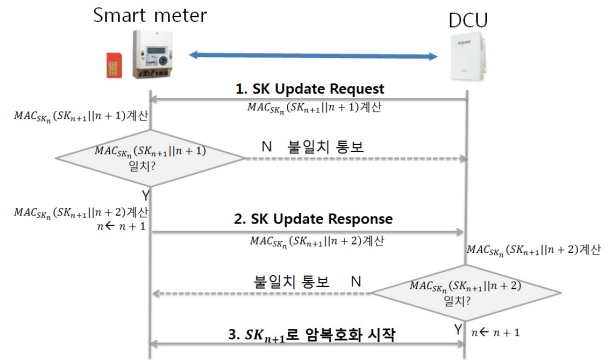 Smart meter
DCU
1. SK Update Request
MAC_{SK_n}(SK_{n+1}||n+1)계산
MAC_{SK_n}(SK_{n+1}||n+1)계산
MAC_{SK_n}(SK_{n+1}||n+1)
일치?
N 불일치 통보
Y
MAC_{SK_n}(SK_{n+1}||n+2)계산
n← n+1
2. SK Update Response
MAC_{SK_n}(SK_{n+1}||n+2)계산
MAC_{SK_n}(SK_{n+1}||n+2)계산
MAC_{SK_n}(SK_{n+1}||n+2)
일치?
불일치 통보 N
Y n← n+1
3. SK_{n+1}로 암복호화 시작